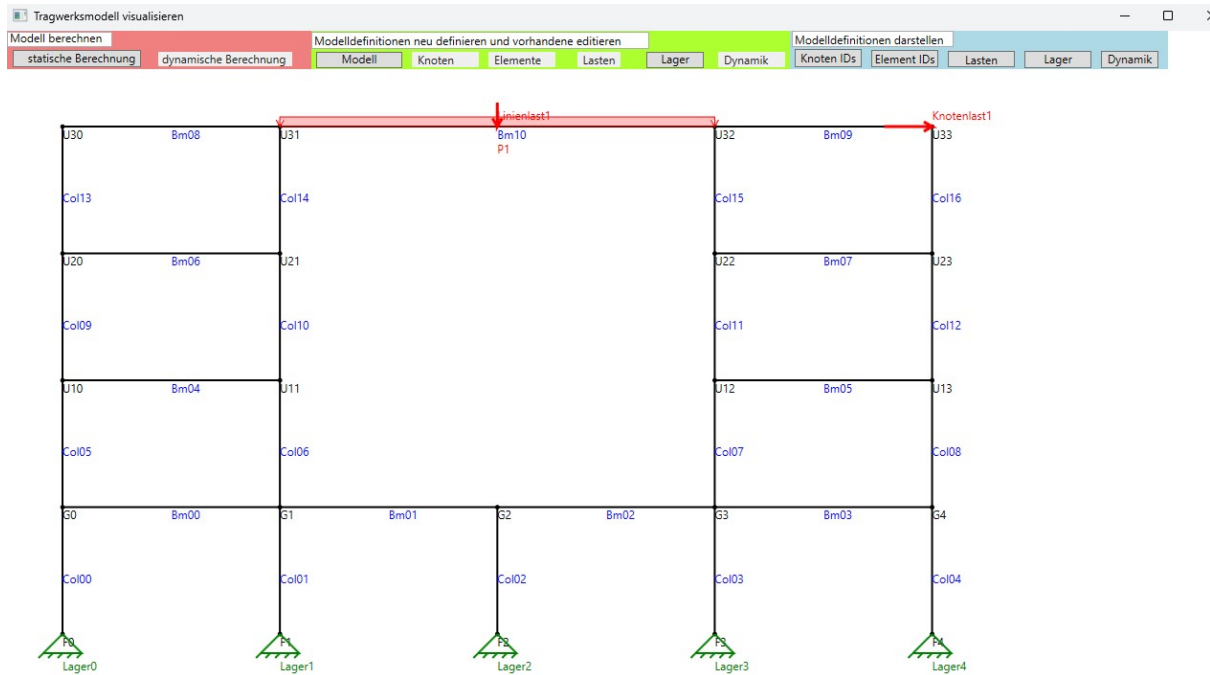 Tragwerksmodell visualisieren
Modell berechnen
Modelldefinitionen neu definieren und vorhandene editieren
Modelldefinitionen darstellen
statische Berechnung dynamische Berechnung Modell Knoten Elemente Lasten Lager Dynamik Knoten IDs Element IDs Lasten Lager Dynamik
Linienlast1 Knotenlast1
U30 Bm08 U31 Bm10 U32 Bm09 U33
P1
Col13 Col14 Col15 Col16
U20 Bm06 U21 U22 Bm07 U23
Col09 Col10 Col11 Col12
U10 Bm04 U11 U12 Bm05 U13
Col05 Col06 Col07 Col08
G0 Bm00 G1 Bm01 G2 Bm02 G3 Bm03 G4
Col00 Col01 Col02 Col03 Col04
F0 F1 F2 F3 F4
Lager0 Lager1 Lager2 Lager3 Lager4